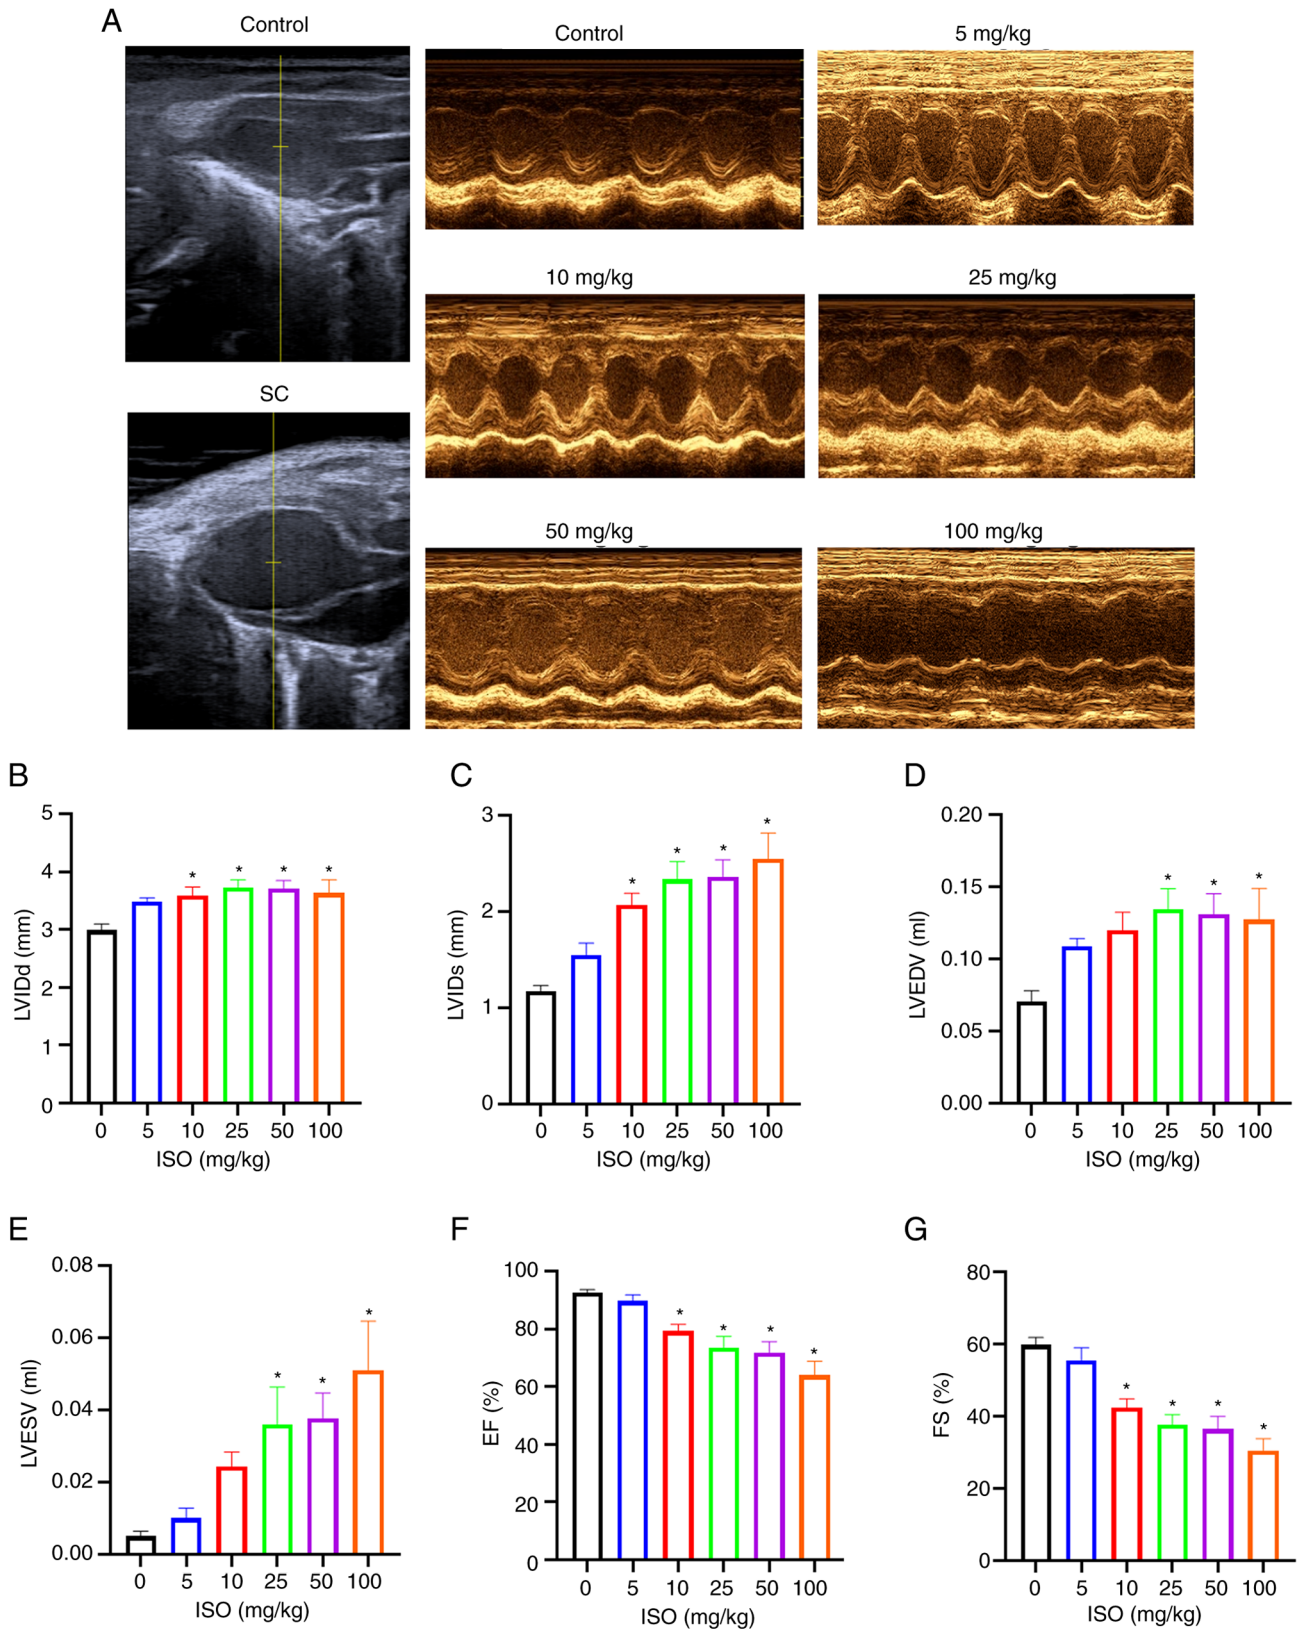 A
Control
Control
5 mg/kg
10 mg/kg
25 mg/kg
SC
50 mg/kg
100 mg/kg
B
5
4
3
2
1
0
LVIDd (mm)
* * * *
0 5 10 25 50 100
ISO (mg/kg)
C
3
2
1
0
LVIDs (mm)
* * * *
0 5 10 25 50 100
ISO (mg/kg)
D
0.20
0.15
0.10
0.05
0.00
LVEDV (ml)
* * *
0 5 10 25 50 100
ISO (mg/kg)
E
0.08
0.06
0.04
0.02
0.00
LVESV (ml)
* * *
0 5 10 25 50 100
ISO (mg/kg)
F
100
80
60
40
20
0
EF (%)
* * * *
0 5 10 25 50 100
ISO (mg/kg)
G
80
60
40
20
0
FS (%)
* * * *
0 5 10 25 50 100
ISO (mg/kg)